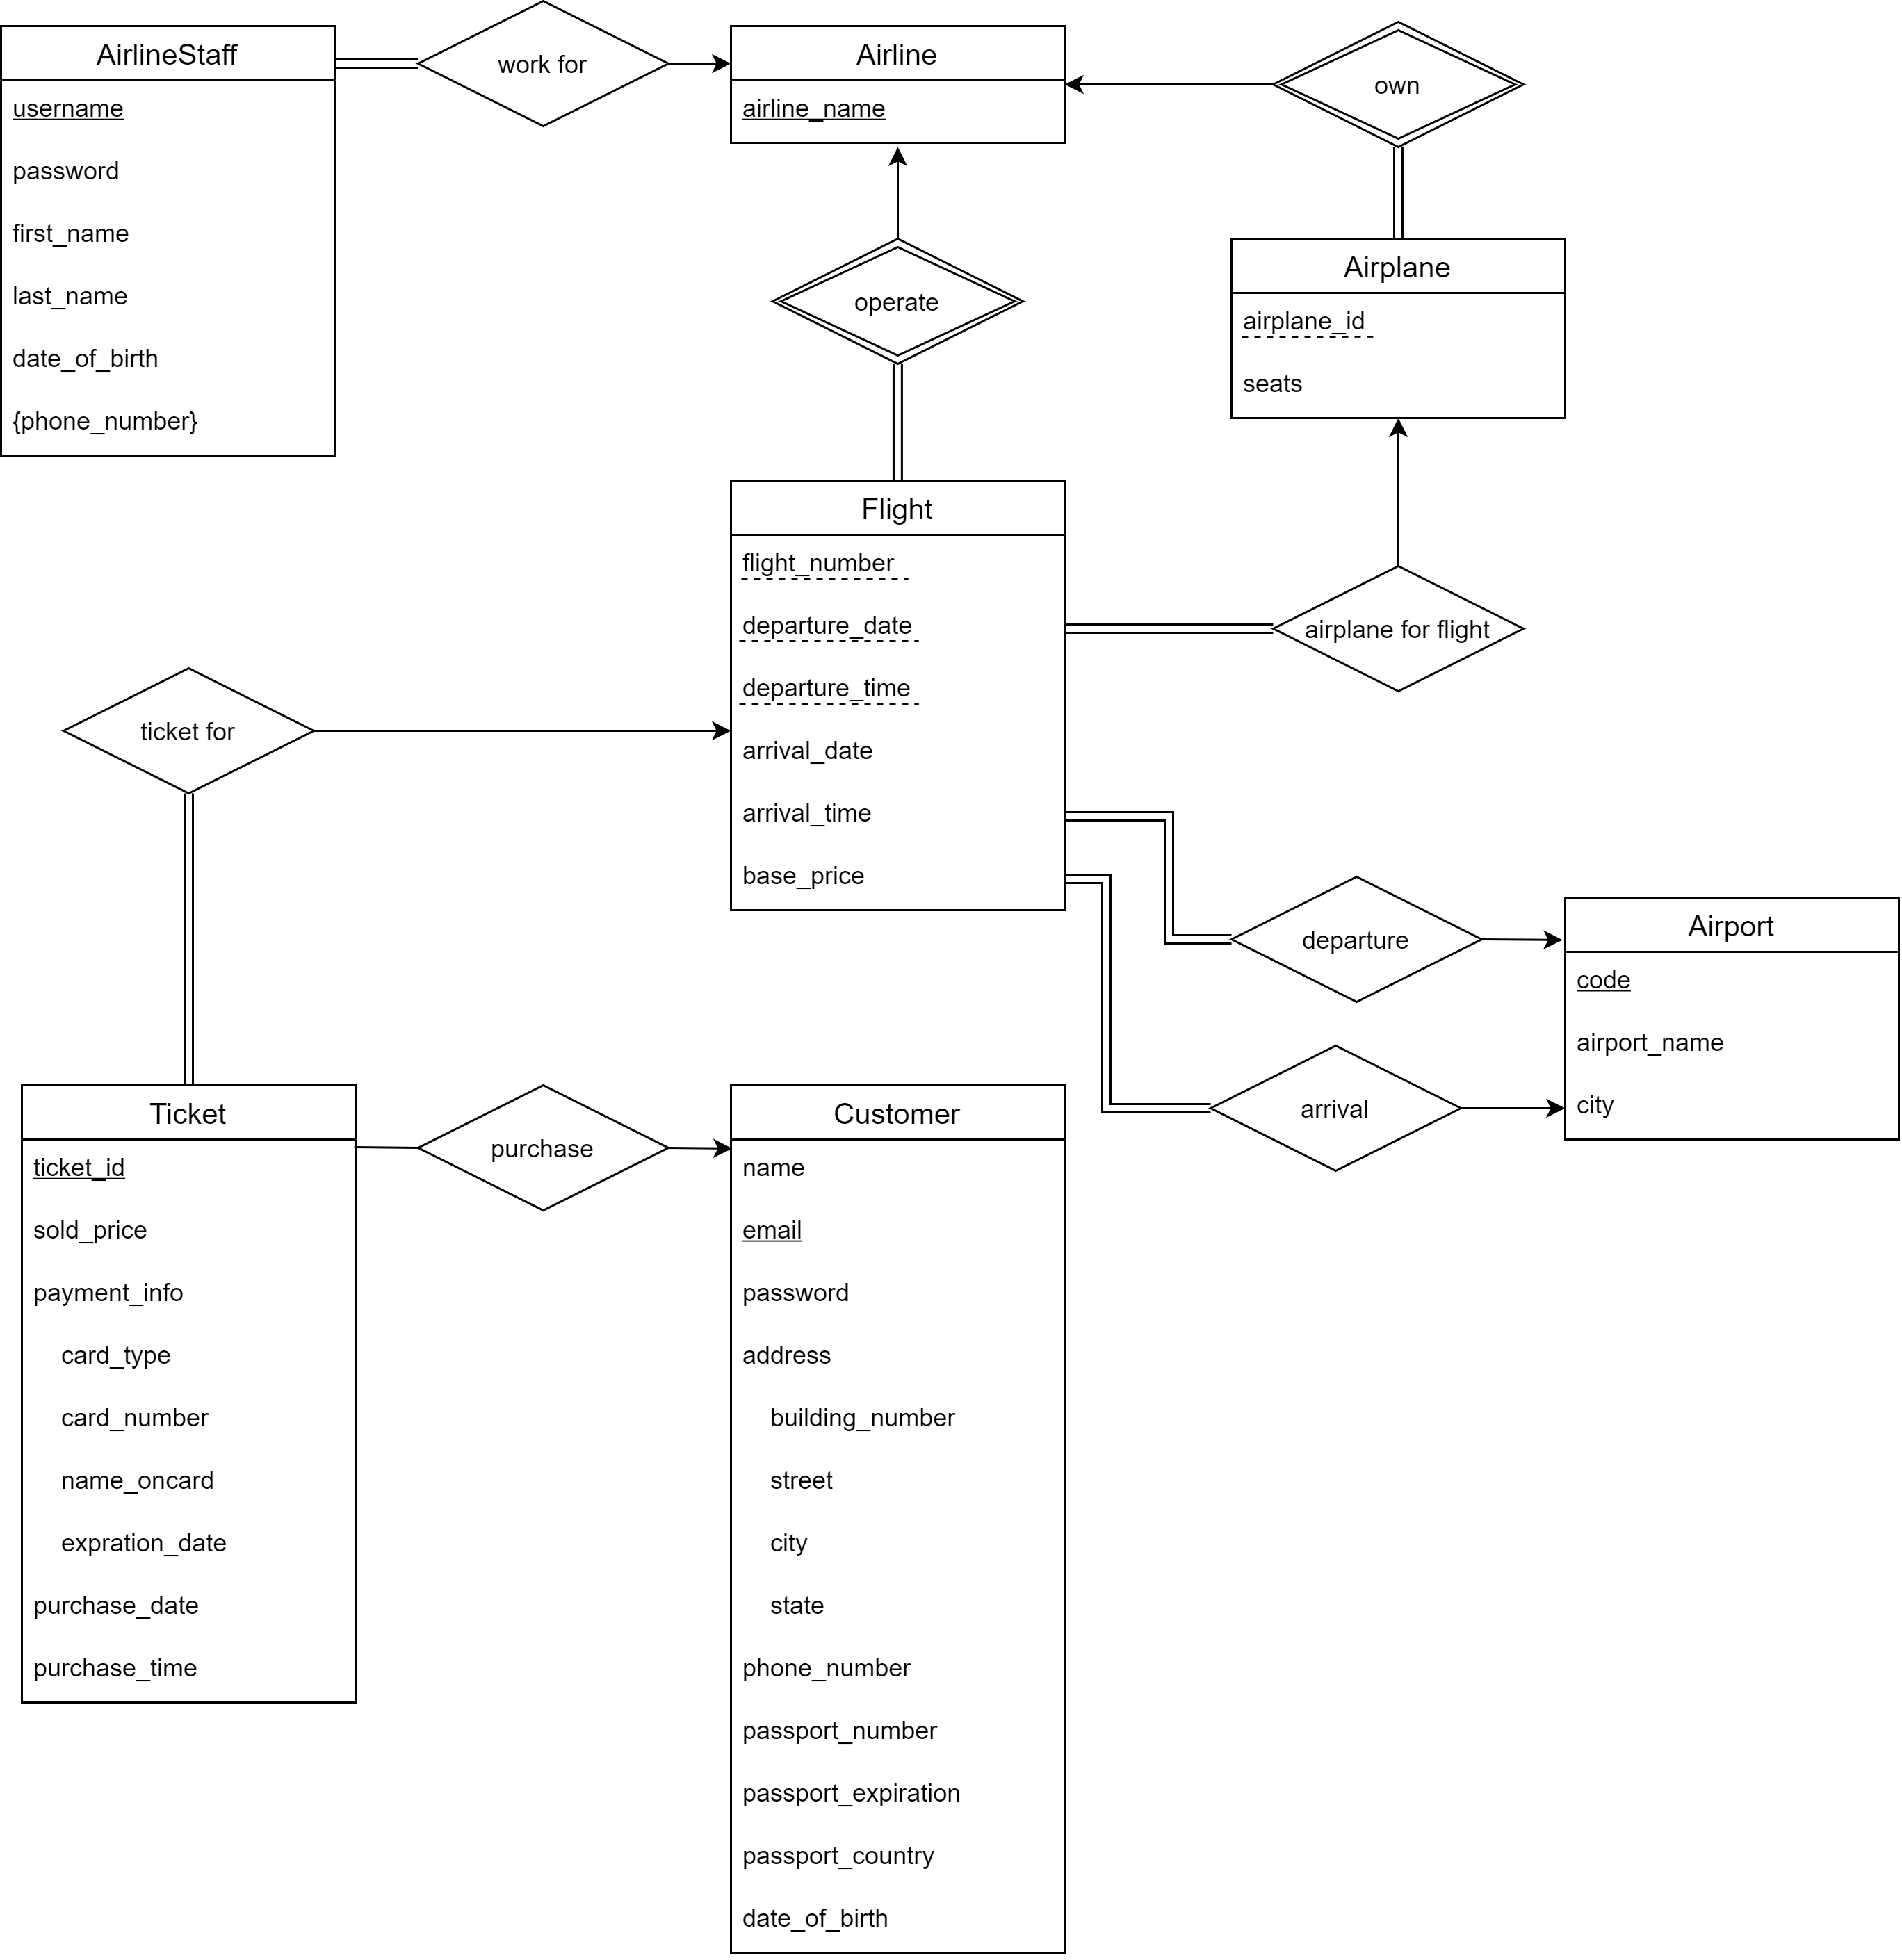 AirlineStaff
username
password
first_name
last_name
date_of_birth
{phone_number}
work for
Airline
airline_name
own
operate
Airplane
airplane_id
seats
Flight
flight_number
departure_date
departure_time
arrival_date
arrival_time
base_price
airplane for flight
ticket for
departure
arrival
Airport
code
airport_name
city
Ticket
ticket_id
sold_price
payment_info
card_type
card_number
name_oncard
expration_date
purchase_date
purchase_time
purchase
Customer
name
email
password
address
building_number
street
city
state
phone_number
passport_number
passport_expiration
passport_country
date_of_birth